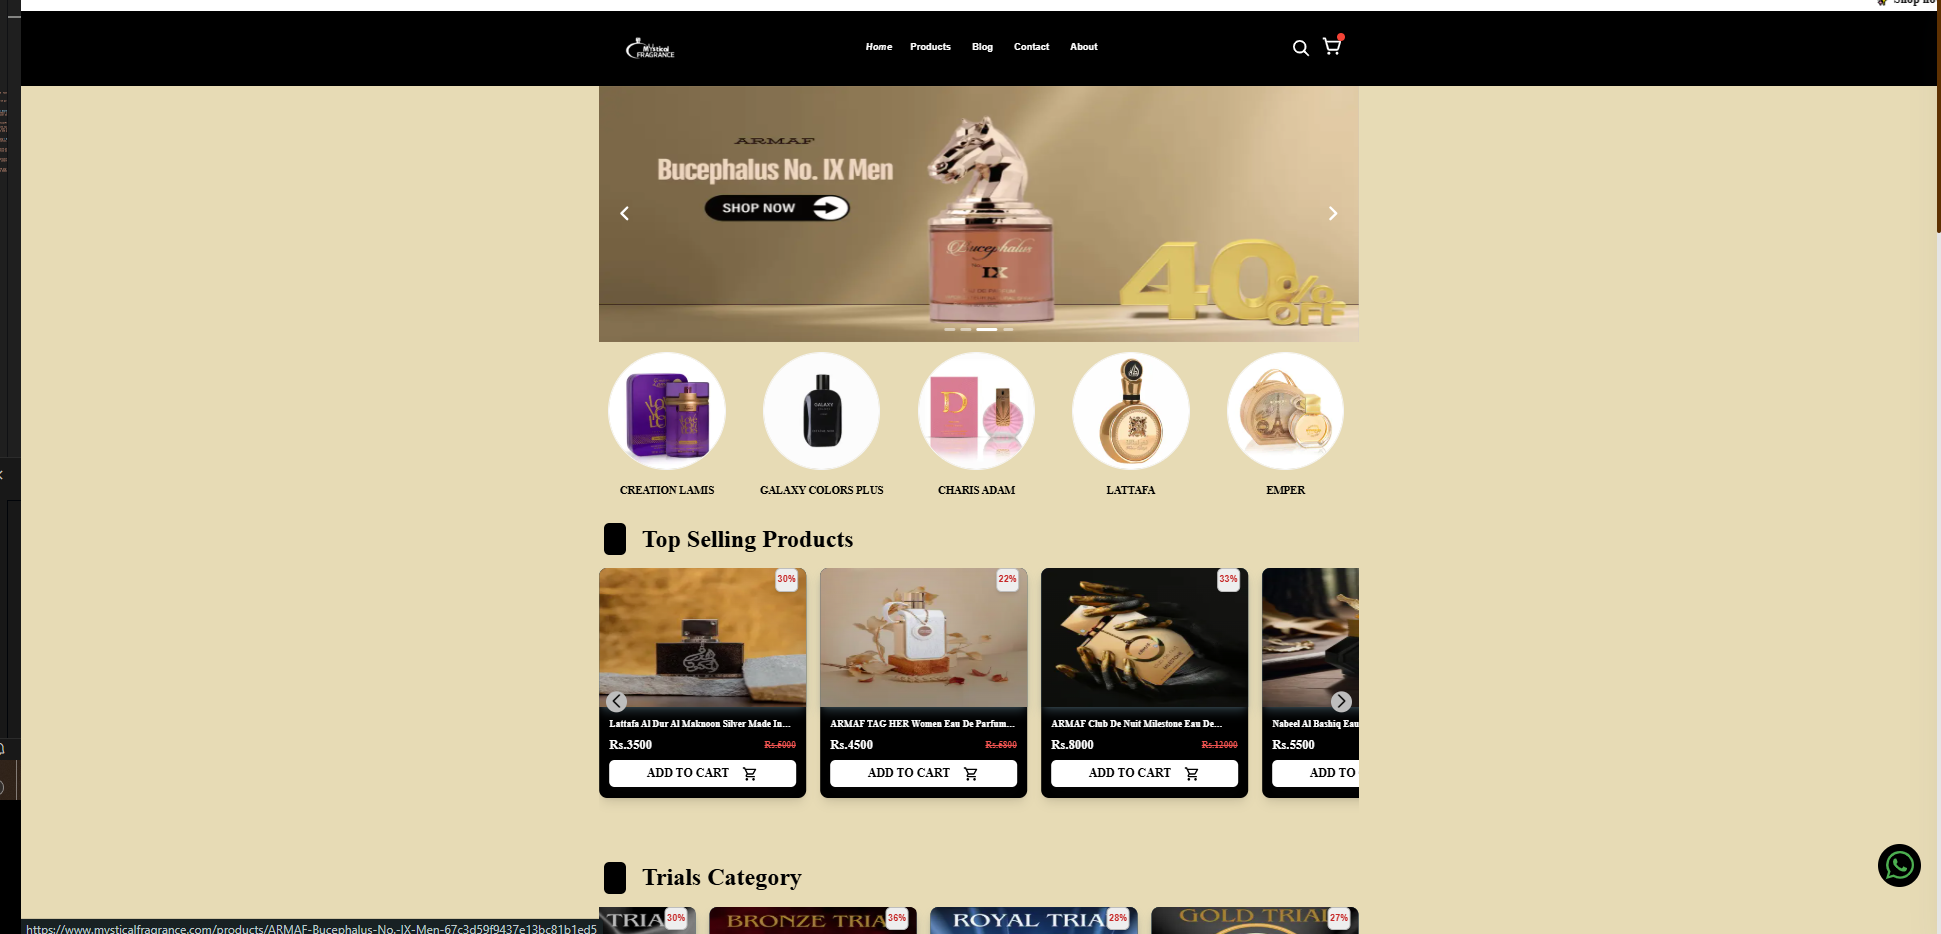 Shop no
Mystical
FRAGRANCE
Home Products Blog Contact About
ARMAF
Bucephalus No. IX Men
SHOP NOW
Bucephalus
IX
40%
OFF
D
GALAXY
CREATION LAMIS GALAXY COLORS PLUS CHARIS ADAM LATTAFA EMPER
Top Selling Products
30% 22% 33%
Lattafa Al Dur Al Maknoon Silver Made In... ARMAF TAG HER Women Eau De Parfum... ARMAF Club De Nuit Milestone Eau De... Nabeel Al Bashiq Eau
Rs.3500 Rs.5000 Rs.4500 Rs.5800 Rs.8000 Rs.12000 Rs.5500
ADD TO CART ADD TO CART ADD TO CART ADD TO
Trials Category
TRIA 30% BRONZE TRIA 36% ROYAL TRIA 28% GOLD TRIAL 27%
https://www.mysticalfragrance.com/products/ARMAF-Bucephalus-No.-IX-Men-67c3d59f9437e13bc81b1ed5